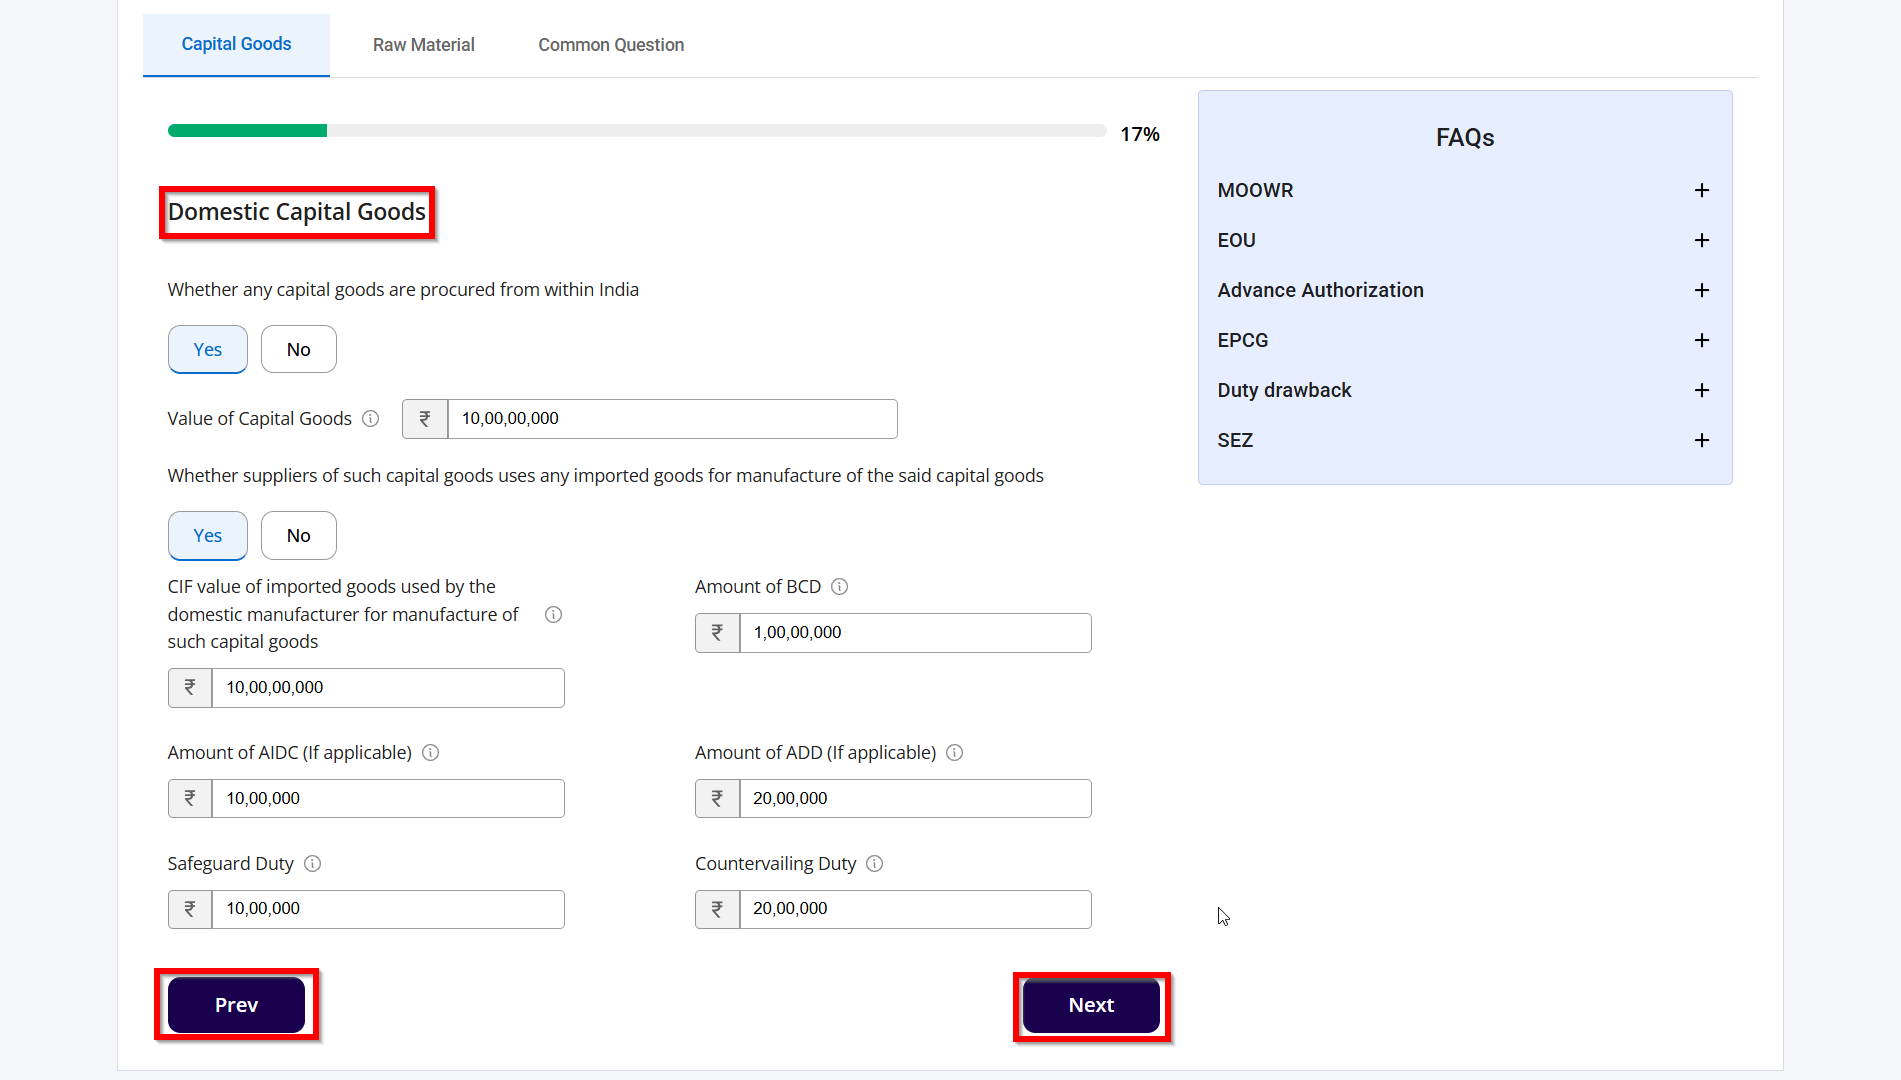 Capital Goods
Raw Material
Common Question
17%
Domestic Capital Goods
Whether any capital goods are procured from within India
Yes
No
Value of Capital Goods
₹ 10,00,00,000
Whether suppliers of such capital goods uses any imported goods for manufacture of the said capital goods
Yes
No
CIF value of imported goods used by the
domestic manufacturer for manufacture of
such capital goods
₹ 10,00,00,000
Amount of BCD
₹ 1,00,00,000
Amount of AIDC (If applicable)
₹ 10,00,000
Amount of ADD (If applicable)
₹ 20,00,000
Safeguard Duty
₹ 10,00,000
Countervailing Duty
₹ 20,00,000
Prev
Next
FAQs
MOOWR +
EOU +
Advance Authorization +
EPCG +
Duty drawback +
SEZ +